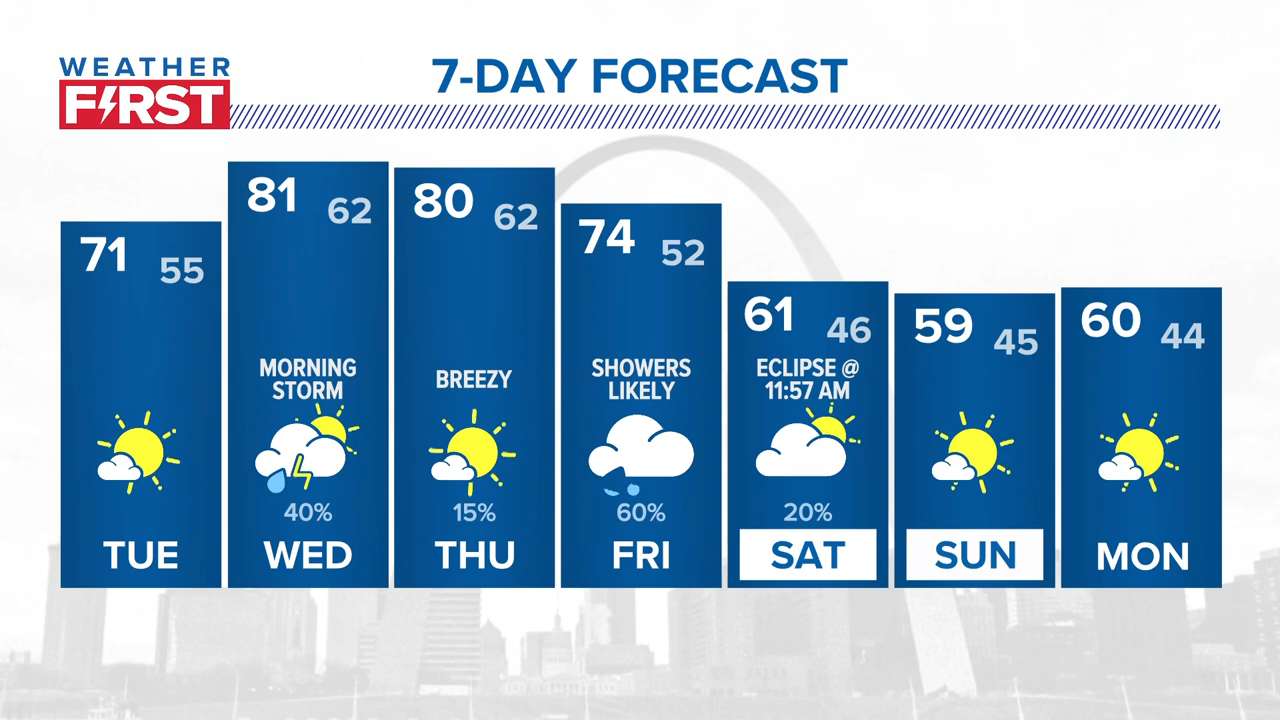 WEATHER
FIRST
7-DAY FORECAST
71 55
TUE
81 62
MORNING
STORM
40%
WED
80 62
BREEZY
15%
THU
74 52
SHOWERS
LIKELY
60%
FRI
61 46
ECLIPSE @
11:57 AM
20%
SAT
59 45
SUN
60 44
MON